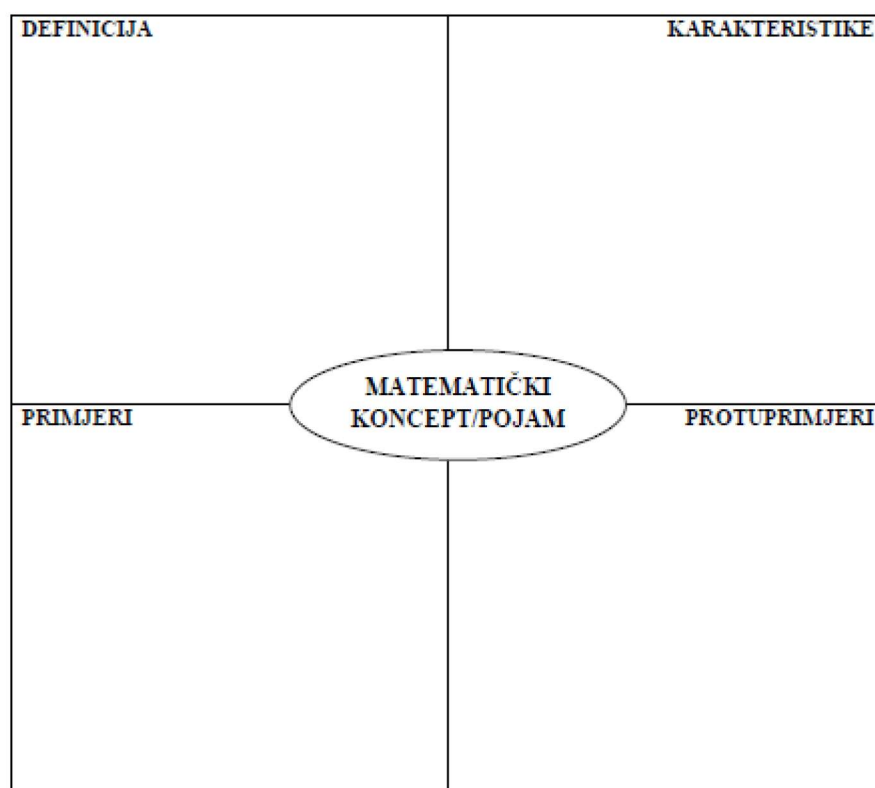 DEFINICIJA
KARAKTERISTIKE
MATEMATIČKI
KONCEPT/POJAM
PRIMJERI
PROTUPRIMJERI